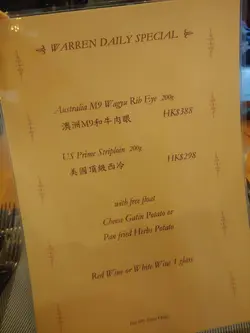 WARREN DAILY SPECIAL
Australia M9 Wagyu Rib Eye 200g
澳洲M9和牛肉眼 HK$388
US Prime Striploin 200g
美國頂級西冷 HK$298
with free float
Choose Gatin Potato or
Pan fried Herbs Potato
Red Wine or White Wine 1 glass